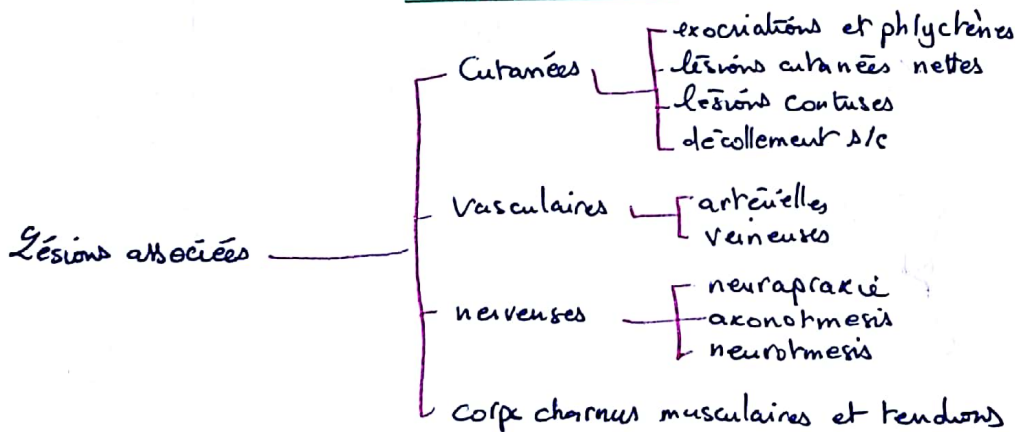 Lésions associées
Cutanées
exocriations et phlyctènes
lésions cutanées nettes
lésions contuses
décollement s/c
vasculaires
artérielles
veineuses
nerveuses
neurapraxie
axonotmesis
neurotmesis
corps charnus musculaires et tendons